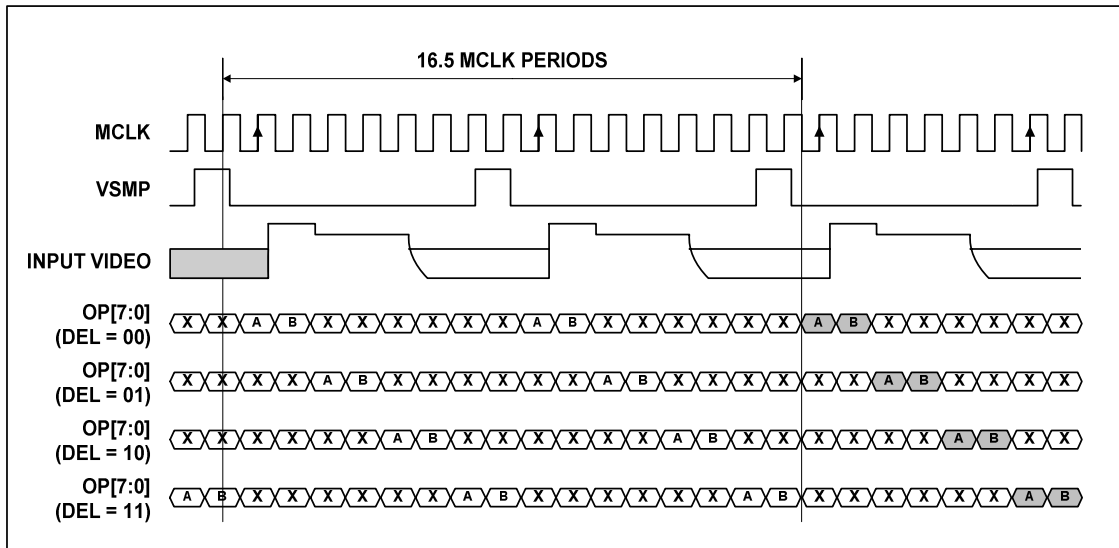 16.5 MCLK PERIODS
MCLK
VSMP
INPUT VIDEO
OP[7:0]
(DEL = 00)
X X A B X X X X X X A B X X X X X X A B X X X X X X
OP[7:0]
(DEL = 01)
X X X X A B X X X X X X A B X X X X X X A B X X X X
OP[7:0]
(DEL = 10)
X X X X X X A B X X X X X X A B X X X X X X A B X X
OP[7:0]
(DEL = 11)
A B X X X X X X A B X X X X X X A B X X X X X X A B